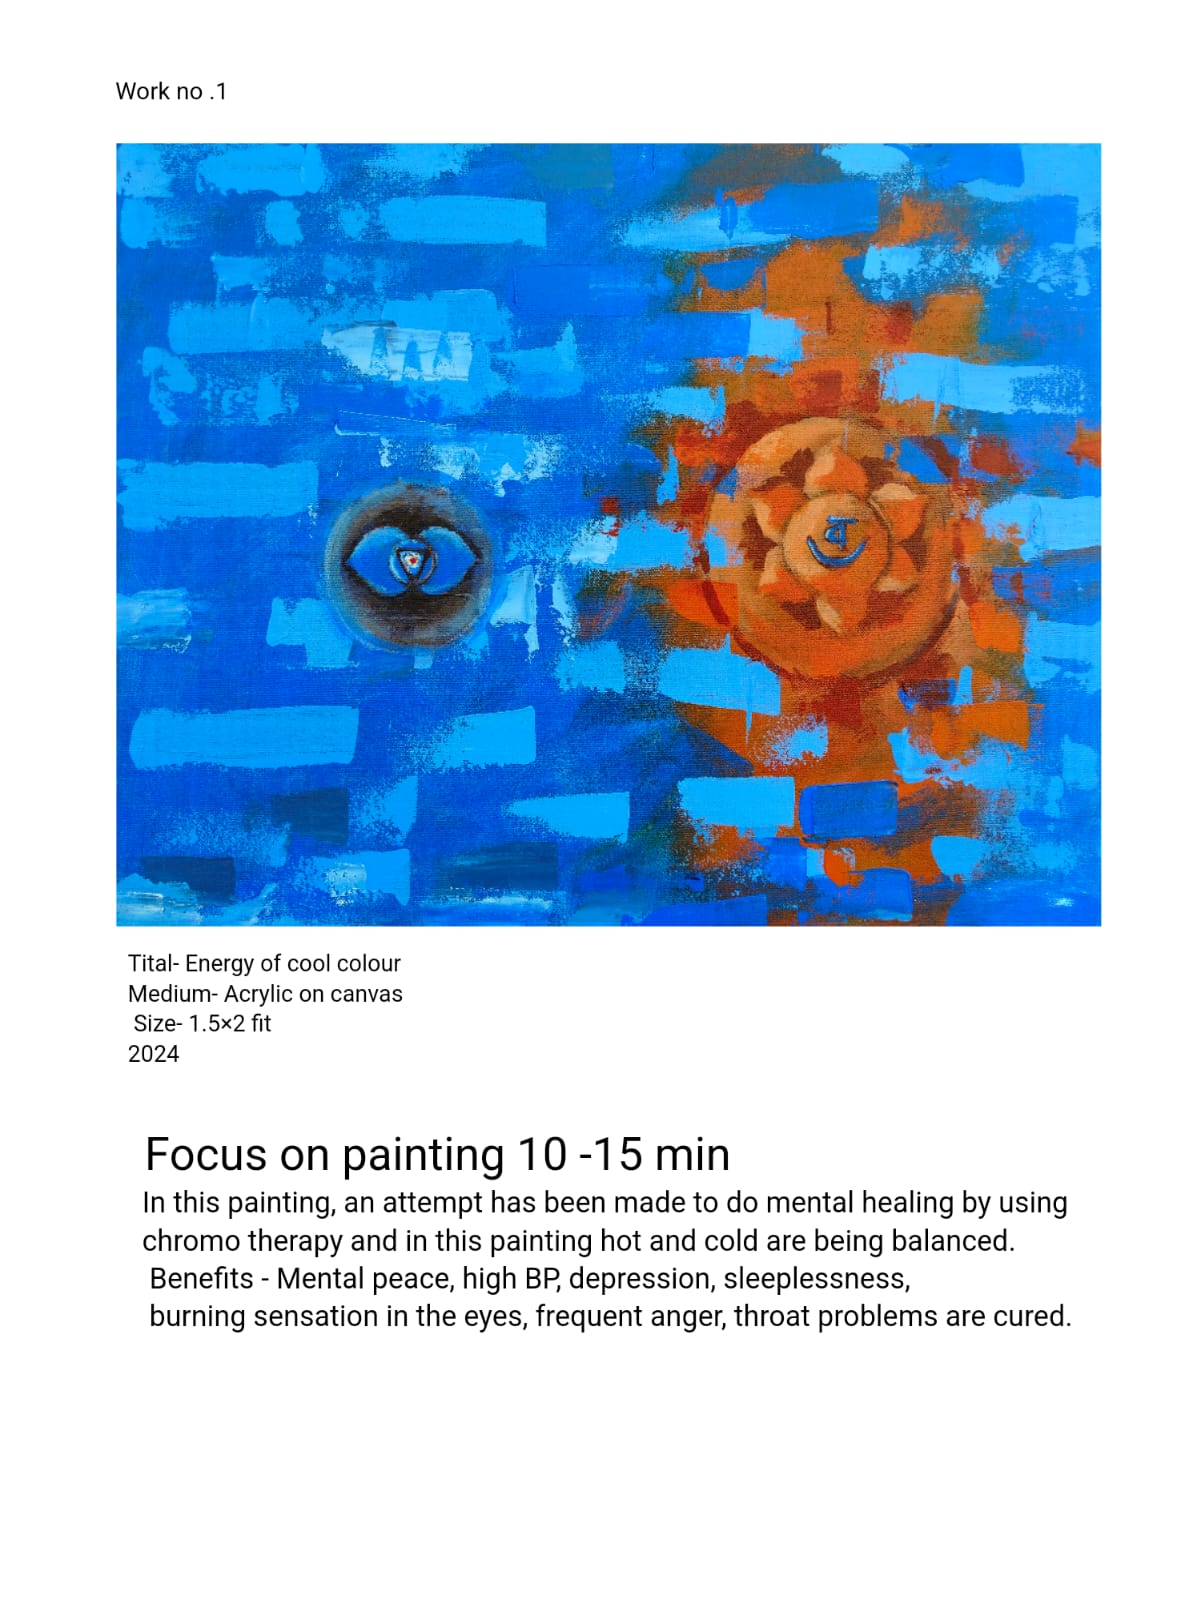 Work no .1
वं
Tital- Energy of cool colour
Medium- Acrylic on canvas
Size- 1.5×2 fit
2024
Focus on painting 10 -15 min
In this painting, an attempt has been made to do mental healing by using
chromo therapy and in this painting hot and cold are being balanced.
Benefits - Mental peace, high BP, depression, sleeplessness,
burning sensation in the eyes, frequent anger, throat problems are cured.